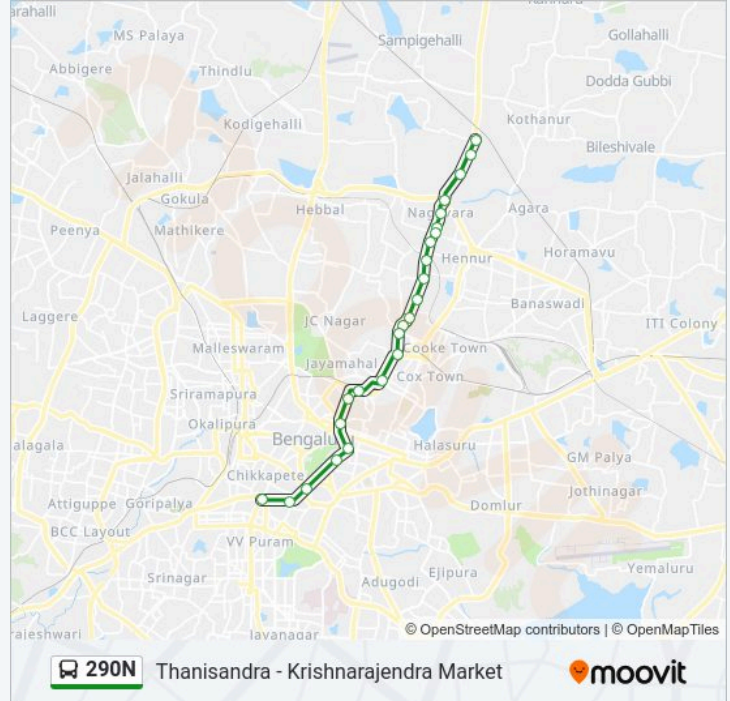 arahalli
MS Palaya
Sampigehalli
Gollahalli
Abbigere
Thindlu
Dodda Gubbi
Kodigehalli
Kothanur
Bileshivale
Jalahalli
Gokula
Hebbal
Nagavara
Agara
Peenya
Mathikere
Hennur
Horamavu
Banaswadi
Laggere
JC Nagar
ITI Colony
Malleswaram
Cooke Town
Jayamahal
Cox Town
Sriramapura
Okalipura
Bengaluru
Halasuru
alagala
GM Palya
Chikkapete
Jothinagar
Attiguppe
Goripalya
Domlur
BCC Layout
VV Puram
Yemaluru
Srinagar
Ejipura
Adugodi
rajeshwari
Jayanagar
© OpenStreetMap contributors | © OpenMapTiles
290N Thanisandra - Krishnarajendra Market moovit